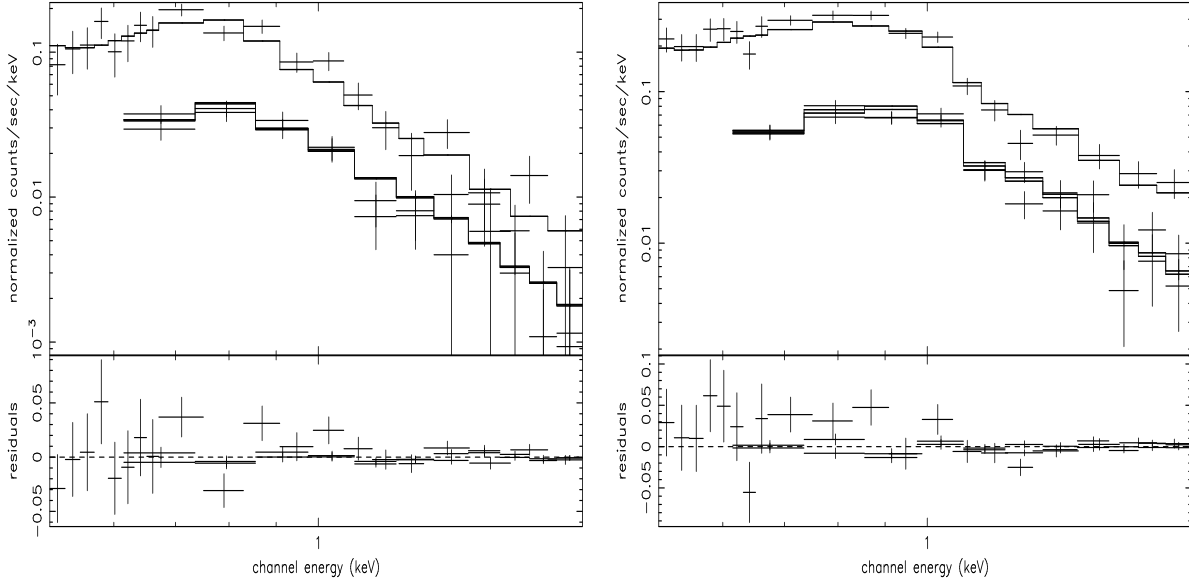 normalized counts/sec/keV
0.1
0.01
10⁻³
residuals
0.05
0
−0.05
1
channel energy (keV)
normalized counts/sec/keV
0.1
0.01
residuals
0.1
0.05
0
−0.05
1
channel energy (keV)